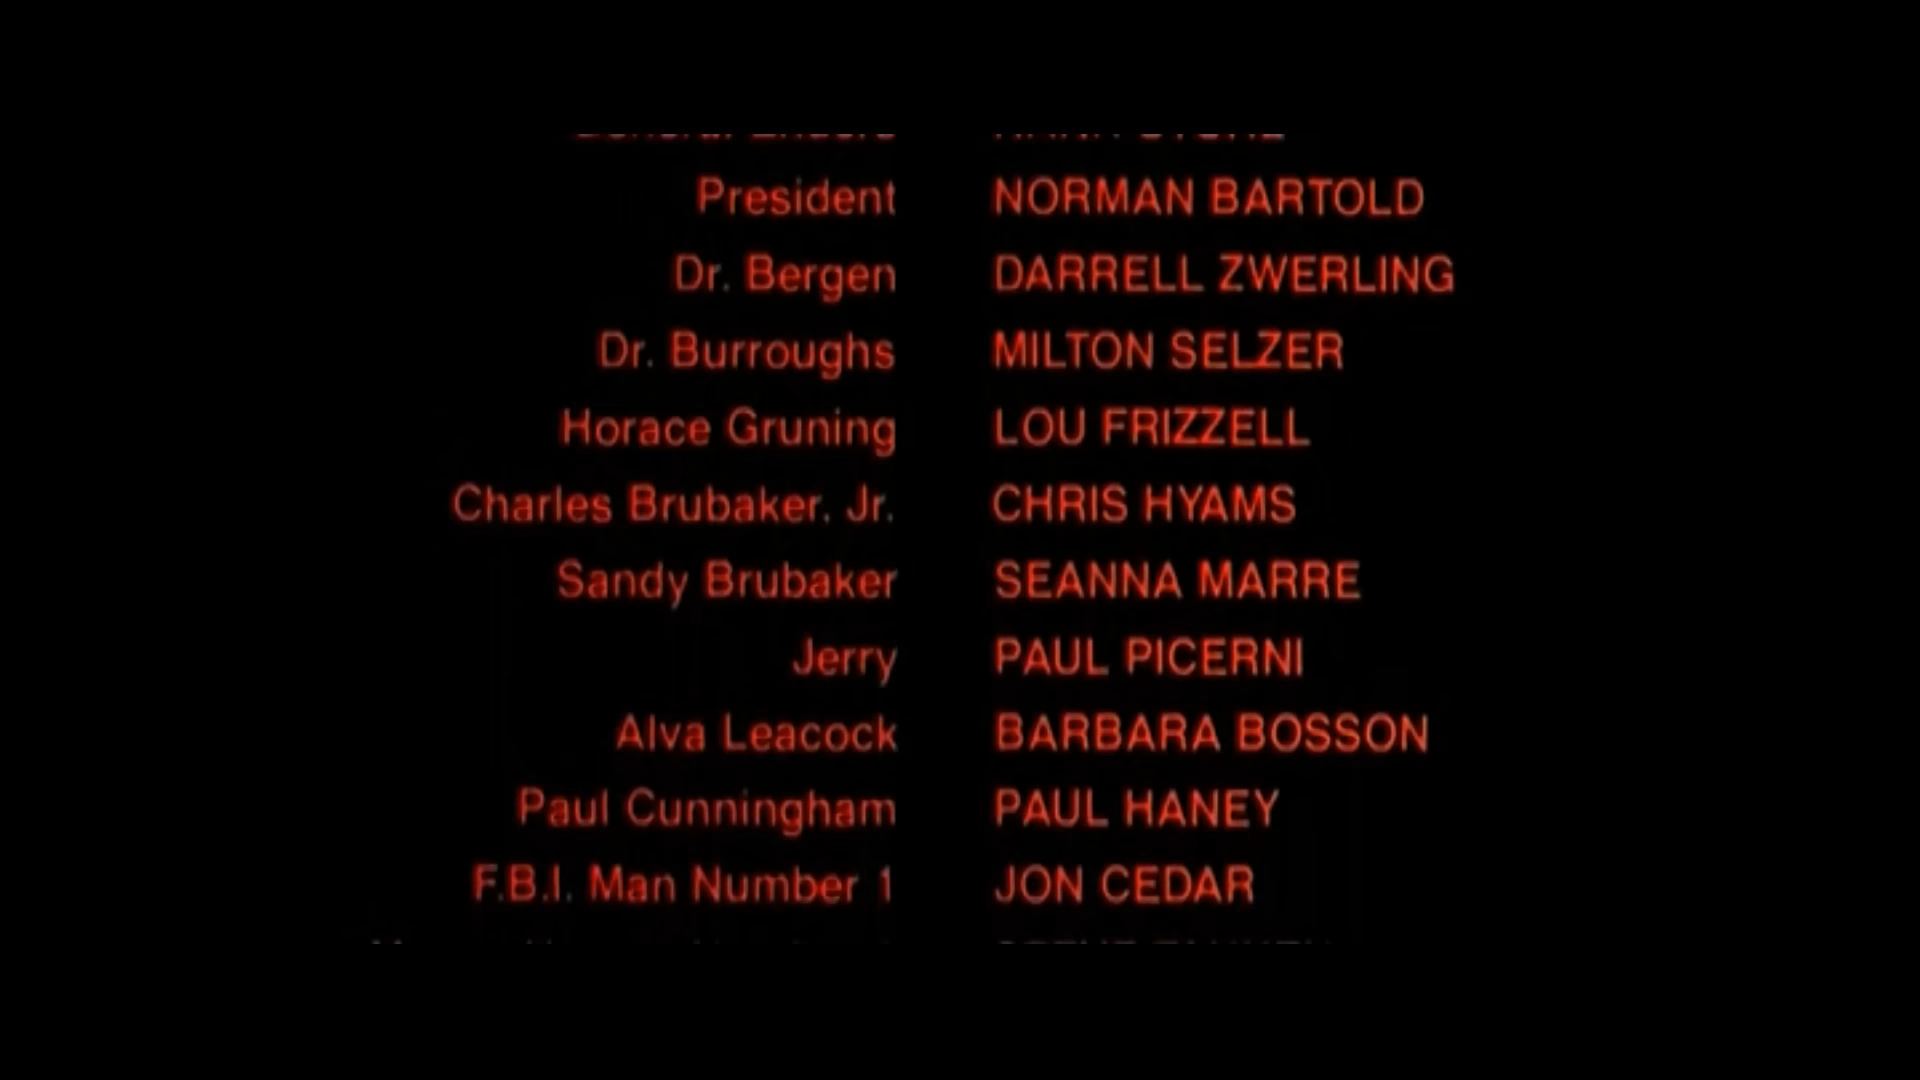 President NORMAN BARTOLD
Dr. Bergen DARRELL ZWERLING
Dr. Burroughs MILTON SELZER
Horace Gruning LOU FRIZZELL
Charles Brubaker, Jr. CHRIS HYAMS
Sandy Brubaker SEANNA MARRE
Jerry PAUL PICERNI
Alva Leacock BARBARA BOSSON
Paul Cunningham PAUL HANEY
F.B.I. Man Number 1 JON CEDAR